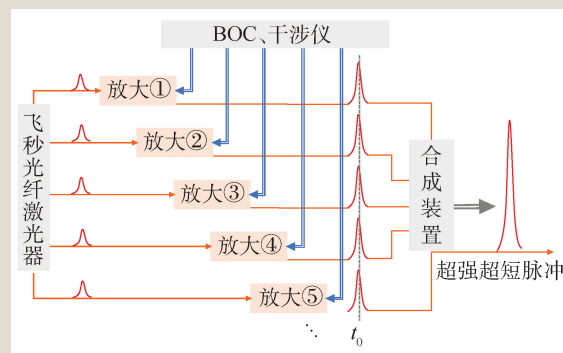 BOC、干涉仪
飞秒光纤激光器
放大①
放大②
放大③
放大④
放大⑤
合成装置
超强超短脉冲
t₀